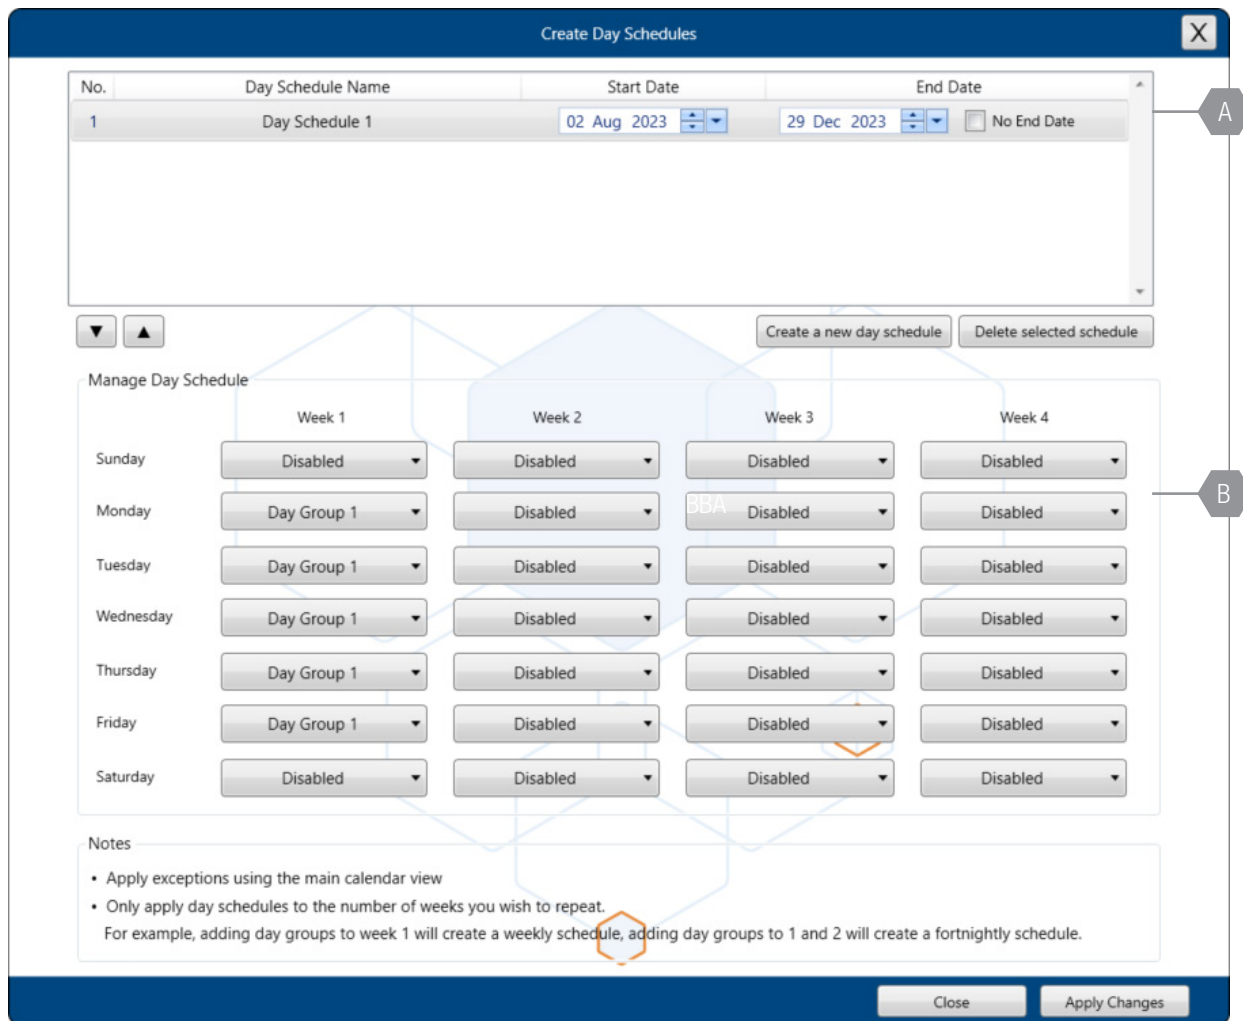 Create Day Schedules X
No. Day Schedule Name Start Date End Date
1 Day Schedule 1 02 Aug 2023 29 Dec 2023 No End Date
A
Create a new day schedule Delete selected schedule
Manage Day Schedule
Week 1 Week 2 Week 3 Week 4
Sunday Disabled Disabled Disabled Disabled
B
Monday Day Group 1 Disabled BBA Disabled Disabled
Tuesday Day Group 1 Disabled Disabled Disabled
Wednesday Day Group 1 Disabled Disabled Disabled
Thursday Day Group 1 Disabled Disabled Disabled
Friday Day Group 1 Disabled Disabled Disabled
Saturday Disabled Disabled Disabled Disabled
Notes
• Apply exceptions using the main calendar view
• Only apply day schedules to the number of weeks you wish to repeat.
For example, adding day groups to week 1 will create a weekly schedule, adding day groups to 1 and 2 will create a fortnightly schedule.
Close Apply Changes